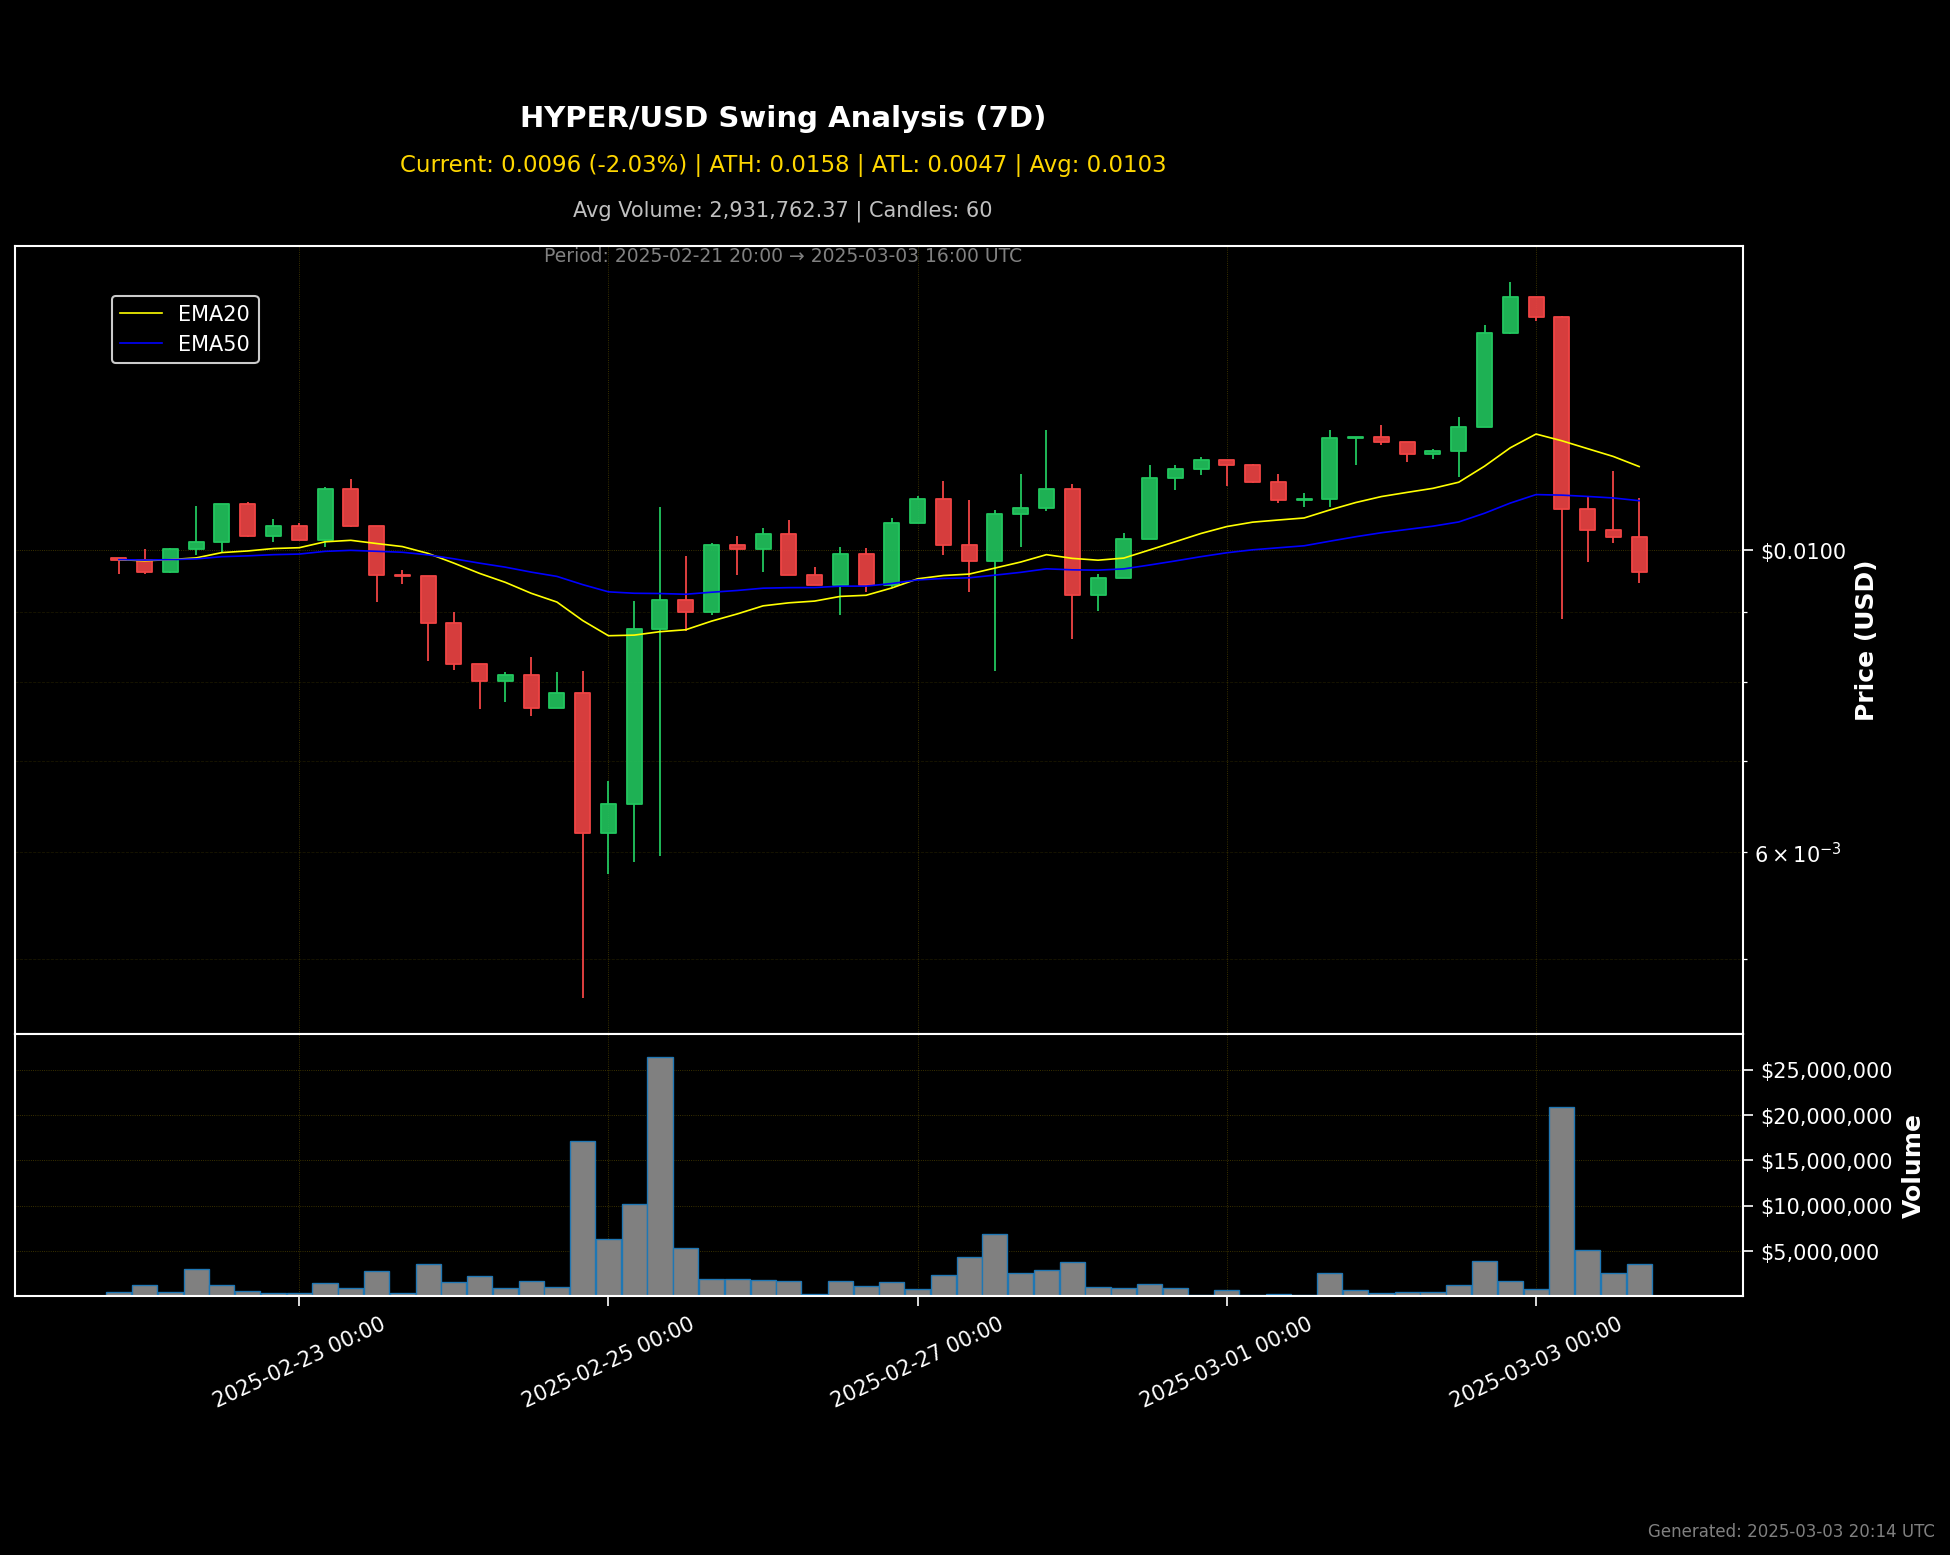 HYPER/USD Swing Analysis (7D)
Current: 0.0096 (-2.03%) | ATH: 0.0158 | ATL: 0.0047 | Avg: 0.0103
Avg Volume: 2,931,762.37 | Candles: 60
Period: 2025-02-21 20:00 → 2025-03-03 16:00 UTC
EMA20
EMA50
$0.0100
6 × 10⁻³
Price (USD)
$25,000,000
$20,000,000
$15,000,000
$10,000,000
$5,000,000
Volume
2025-02-23 00:00
2025-02-25 00:00
2025-02-27 00:00
2025-03-01 00:00
2025-03-03 00:00
Generated: 2025-03-03 20:14 UTC